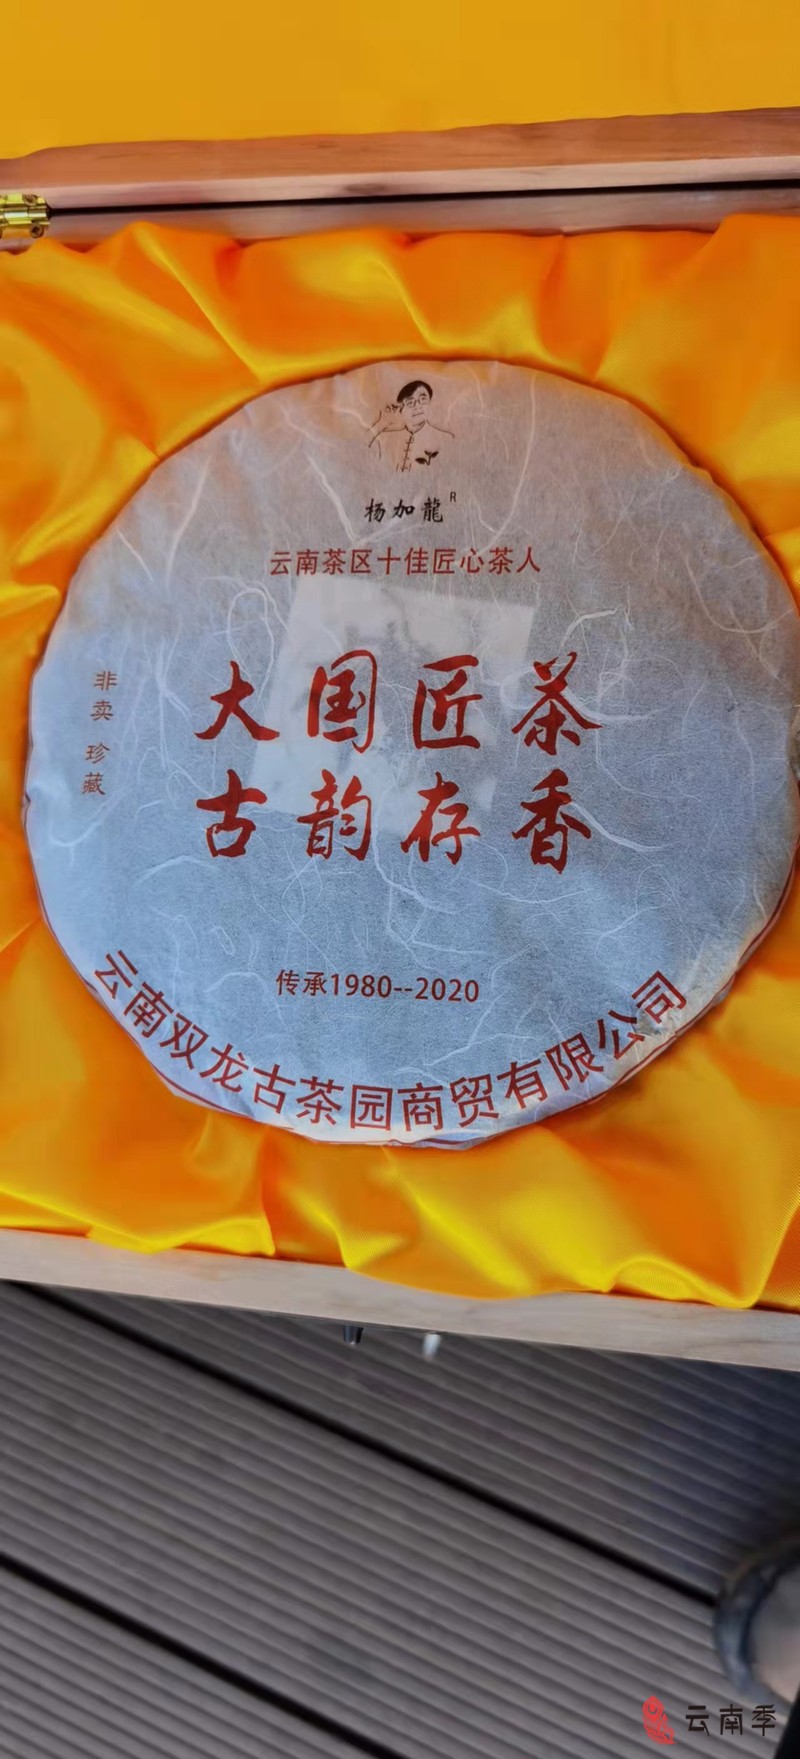 杨加龍
R
云南茶区十佳匠心茶人
非卖 珍藏
大国匠茶
古韵存香
传承1980--2020
云南双龙古茶园商贸有限公司
云南季